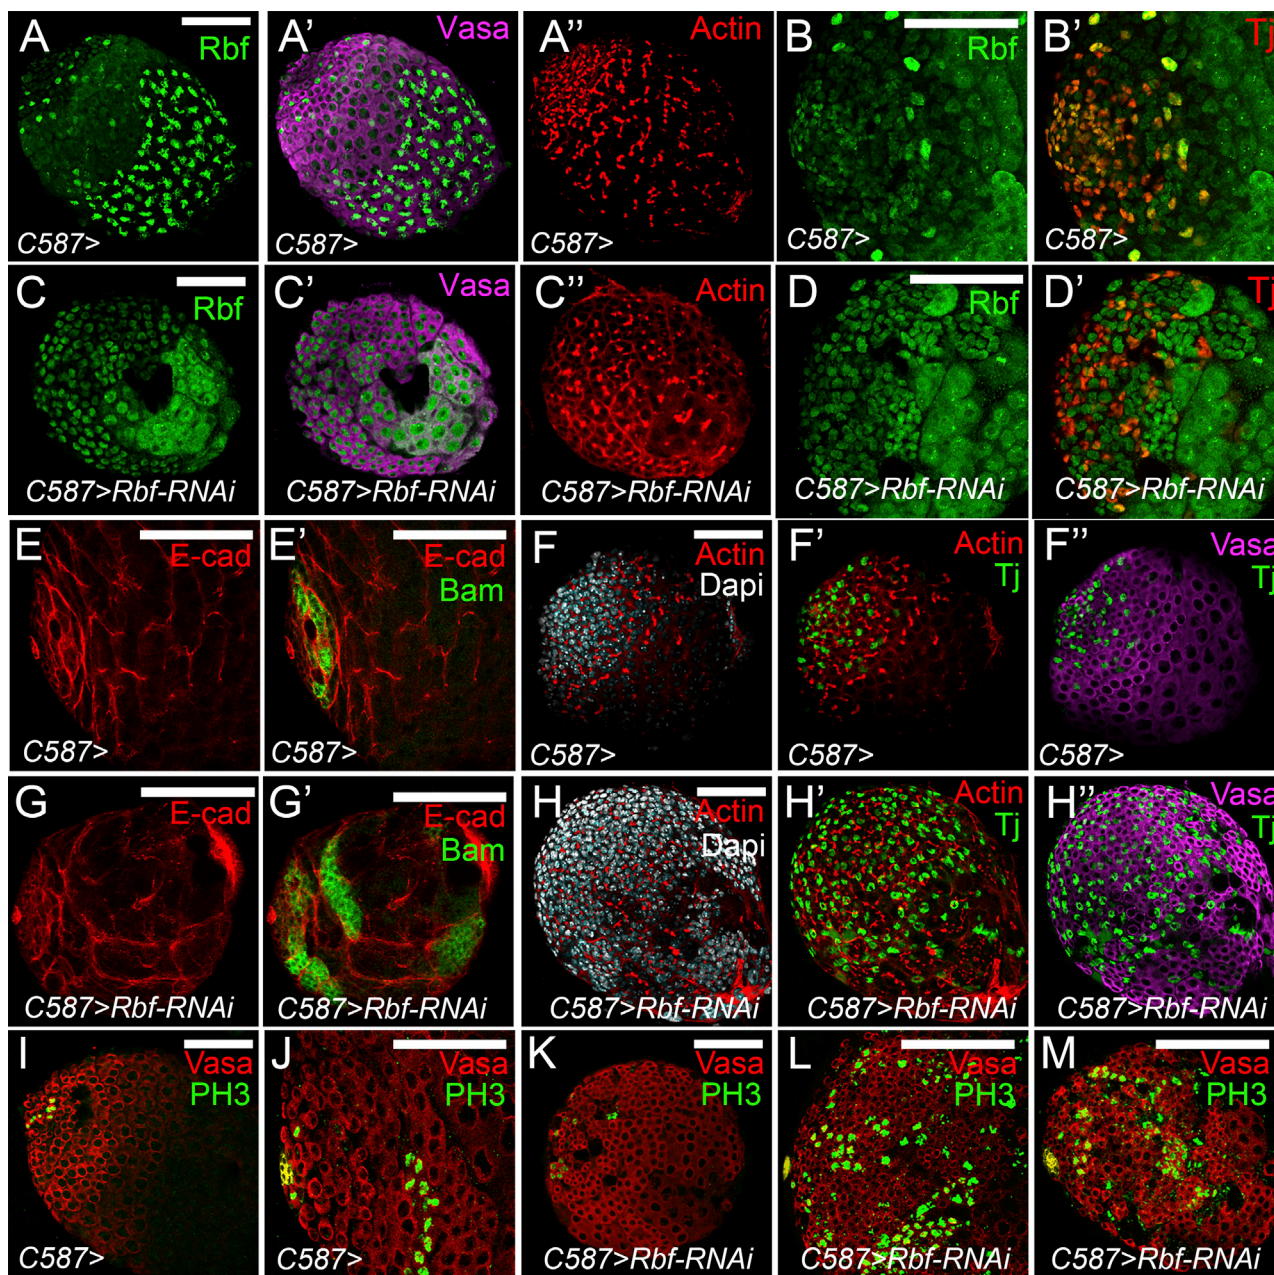 A Rbf
C587>
A' Vasa
A'' Actin
C587>
C587>
B Rbf
C587>
B' Tj
C587>
C Rbf
C587>Rbf-RNAi
C' Vasa
C587>Rbf-RNAi
C'' Actin
C587>Rbf-RNAi
D Rbf
C587>Rbf-RNAi
D' Tj
C587>Rbf-RNAi
E E-cad
C587>
E' E-cad
Bam
C587>
F Actin
Dapi
C587>
F' Actin
Tj
C587>
F'' Vasa
Tj
C587>
G E-cad
C587>Rbf-RNAi
G' E-cad
Bam
C587>Rbf-RNAi
H Actin
Dapi
C587>Rbf-RNAi
H' Actin
Tj
C587>Rbf-RNAi
H'' Vasa
Tj
C587>Rbf-RNAi
I Vasa
PH3
C587>
J Vasa
PH3
C587>
K Vasa
PH3
C587>Rbf-RNAi
L Vasa
PH3
C587>Rbf-RNAi
M Vasa
PH3
C587>Rbf-RNAi